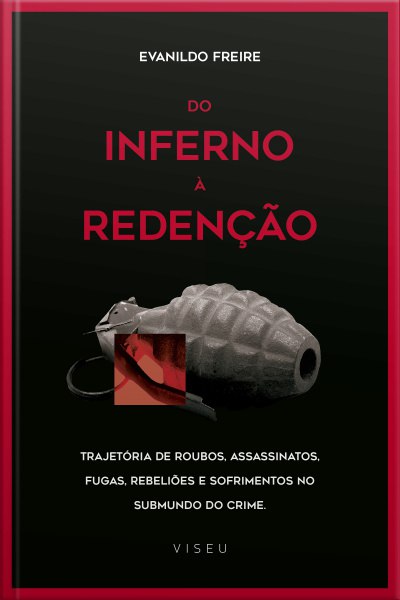 EVANILDO FREIRE
DO
INFERNO
À
REDENÇÃO
TRAJETÓRIA DE ROUBOS, ASSASSINATOS,
FUGAS, REBELIÕES E SOFRIMENTOS NO
SUBMUNDO DO CRIME.
VISEU